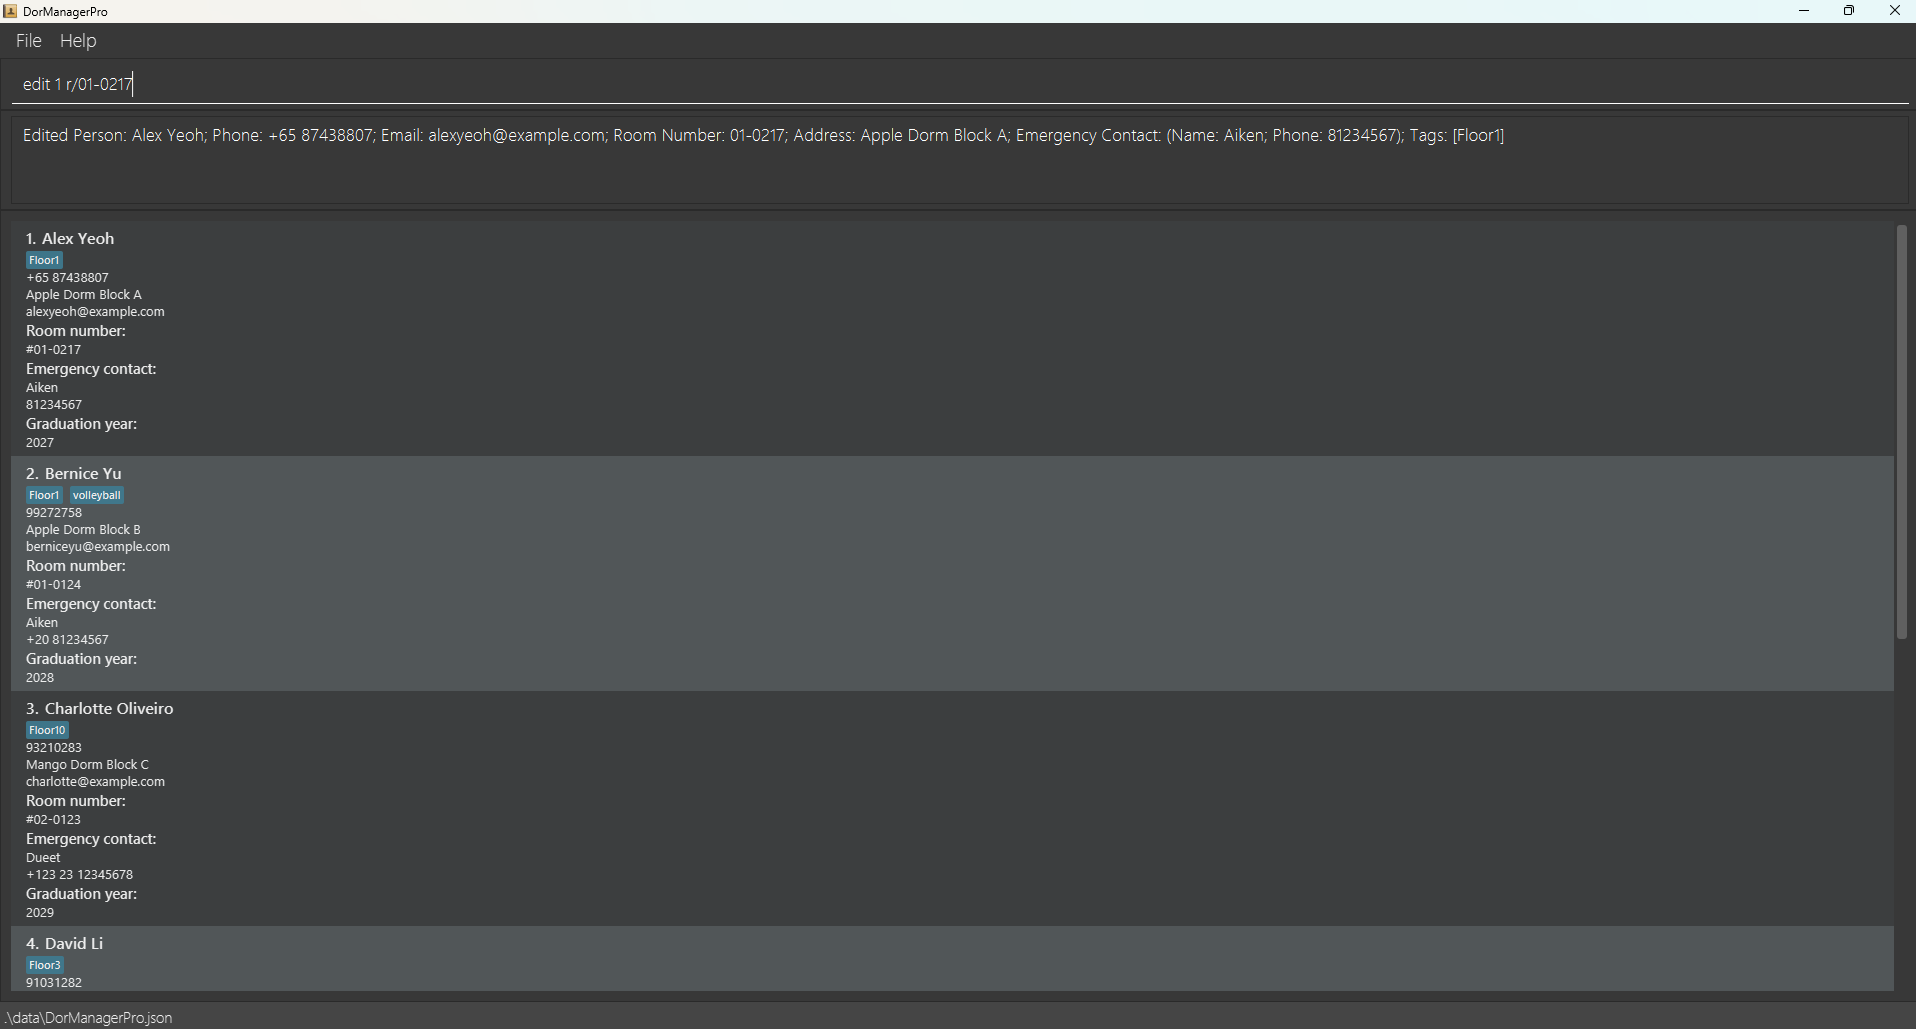 DorManagerPro
File Help
edit 1 r/01-0217
Edited Person: Alex Yeoh; Phone: +65 87438807; Email: alexyeoh@example.com; Room Number: 01-0217; Address: Apple Dorm Block A; Emergency Contact: (Name: Aiken; Phone: 81234567); Tags: [Floor1]
1. Alex Yeoh
Floor1
+65 87438807
Apple Dorm Block A
alexyeoh@example.com
Room number:
#01-0217
Emergency contact:
Aiken
81234567
Graduation year:
2027
2. Bernice Yu
Floor1 volleyball
99272758
Apple Dorm Block B
berniceyu@example.com
Room number:
#01-0124
Emergency contact:
Aiken
+20 81234567
Graduation year:
2028
3. Charlotte Oliveiro
Floor10
93210283
Mango Dorm Block C
charlotte@example.com
Room number:
#02-0123
Emergency contact:
Dueet
+123 23 12345678
Graduation year:
2029
4. David Li
Floor3
91031282
.\data\DorManagerPro.json